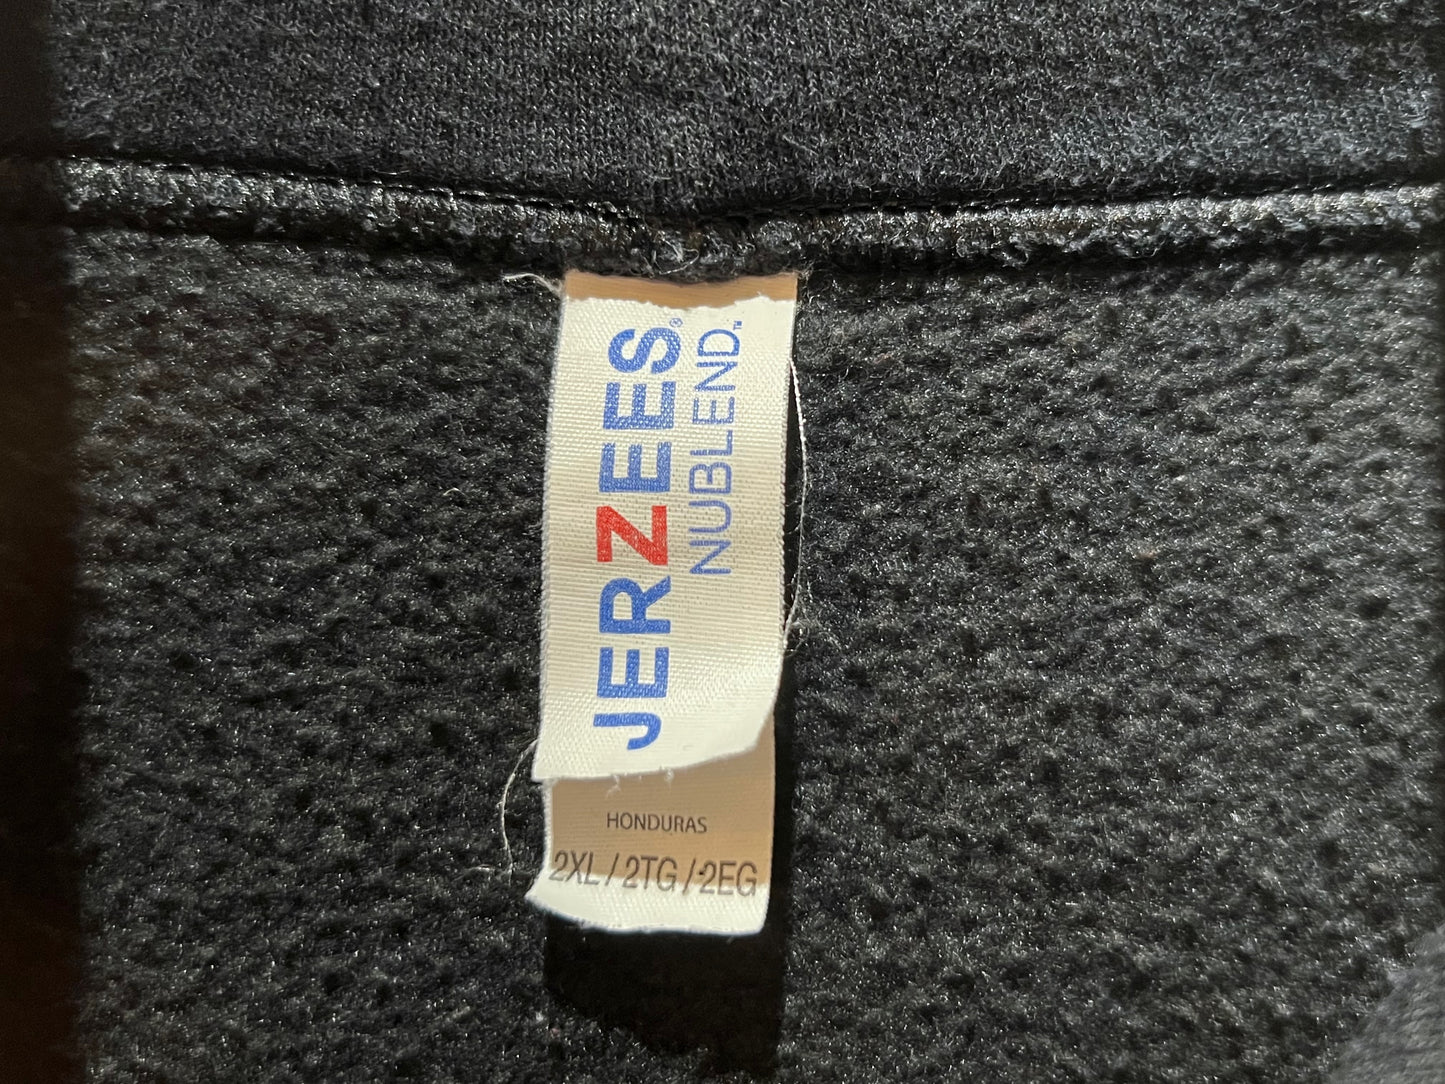 JERZEES®
NUBLEND™
HONDURAS
2XL / 2TG / 2EG